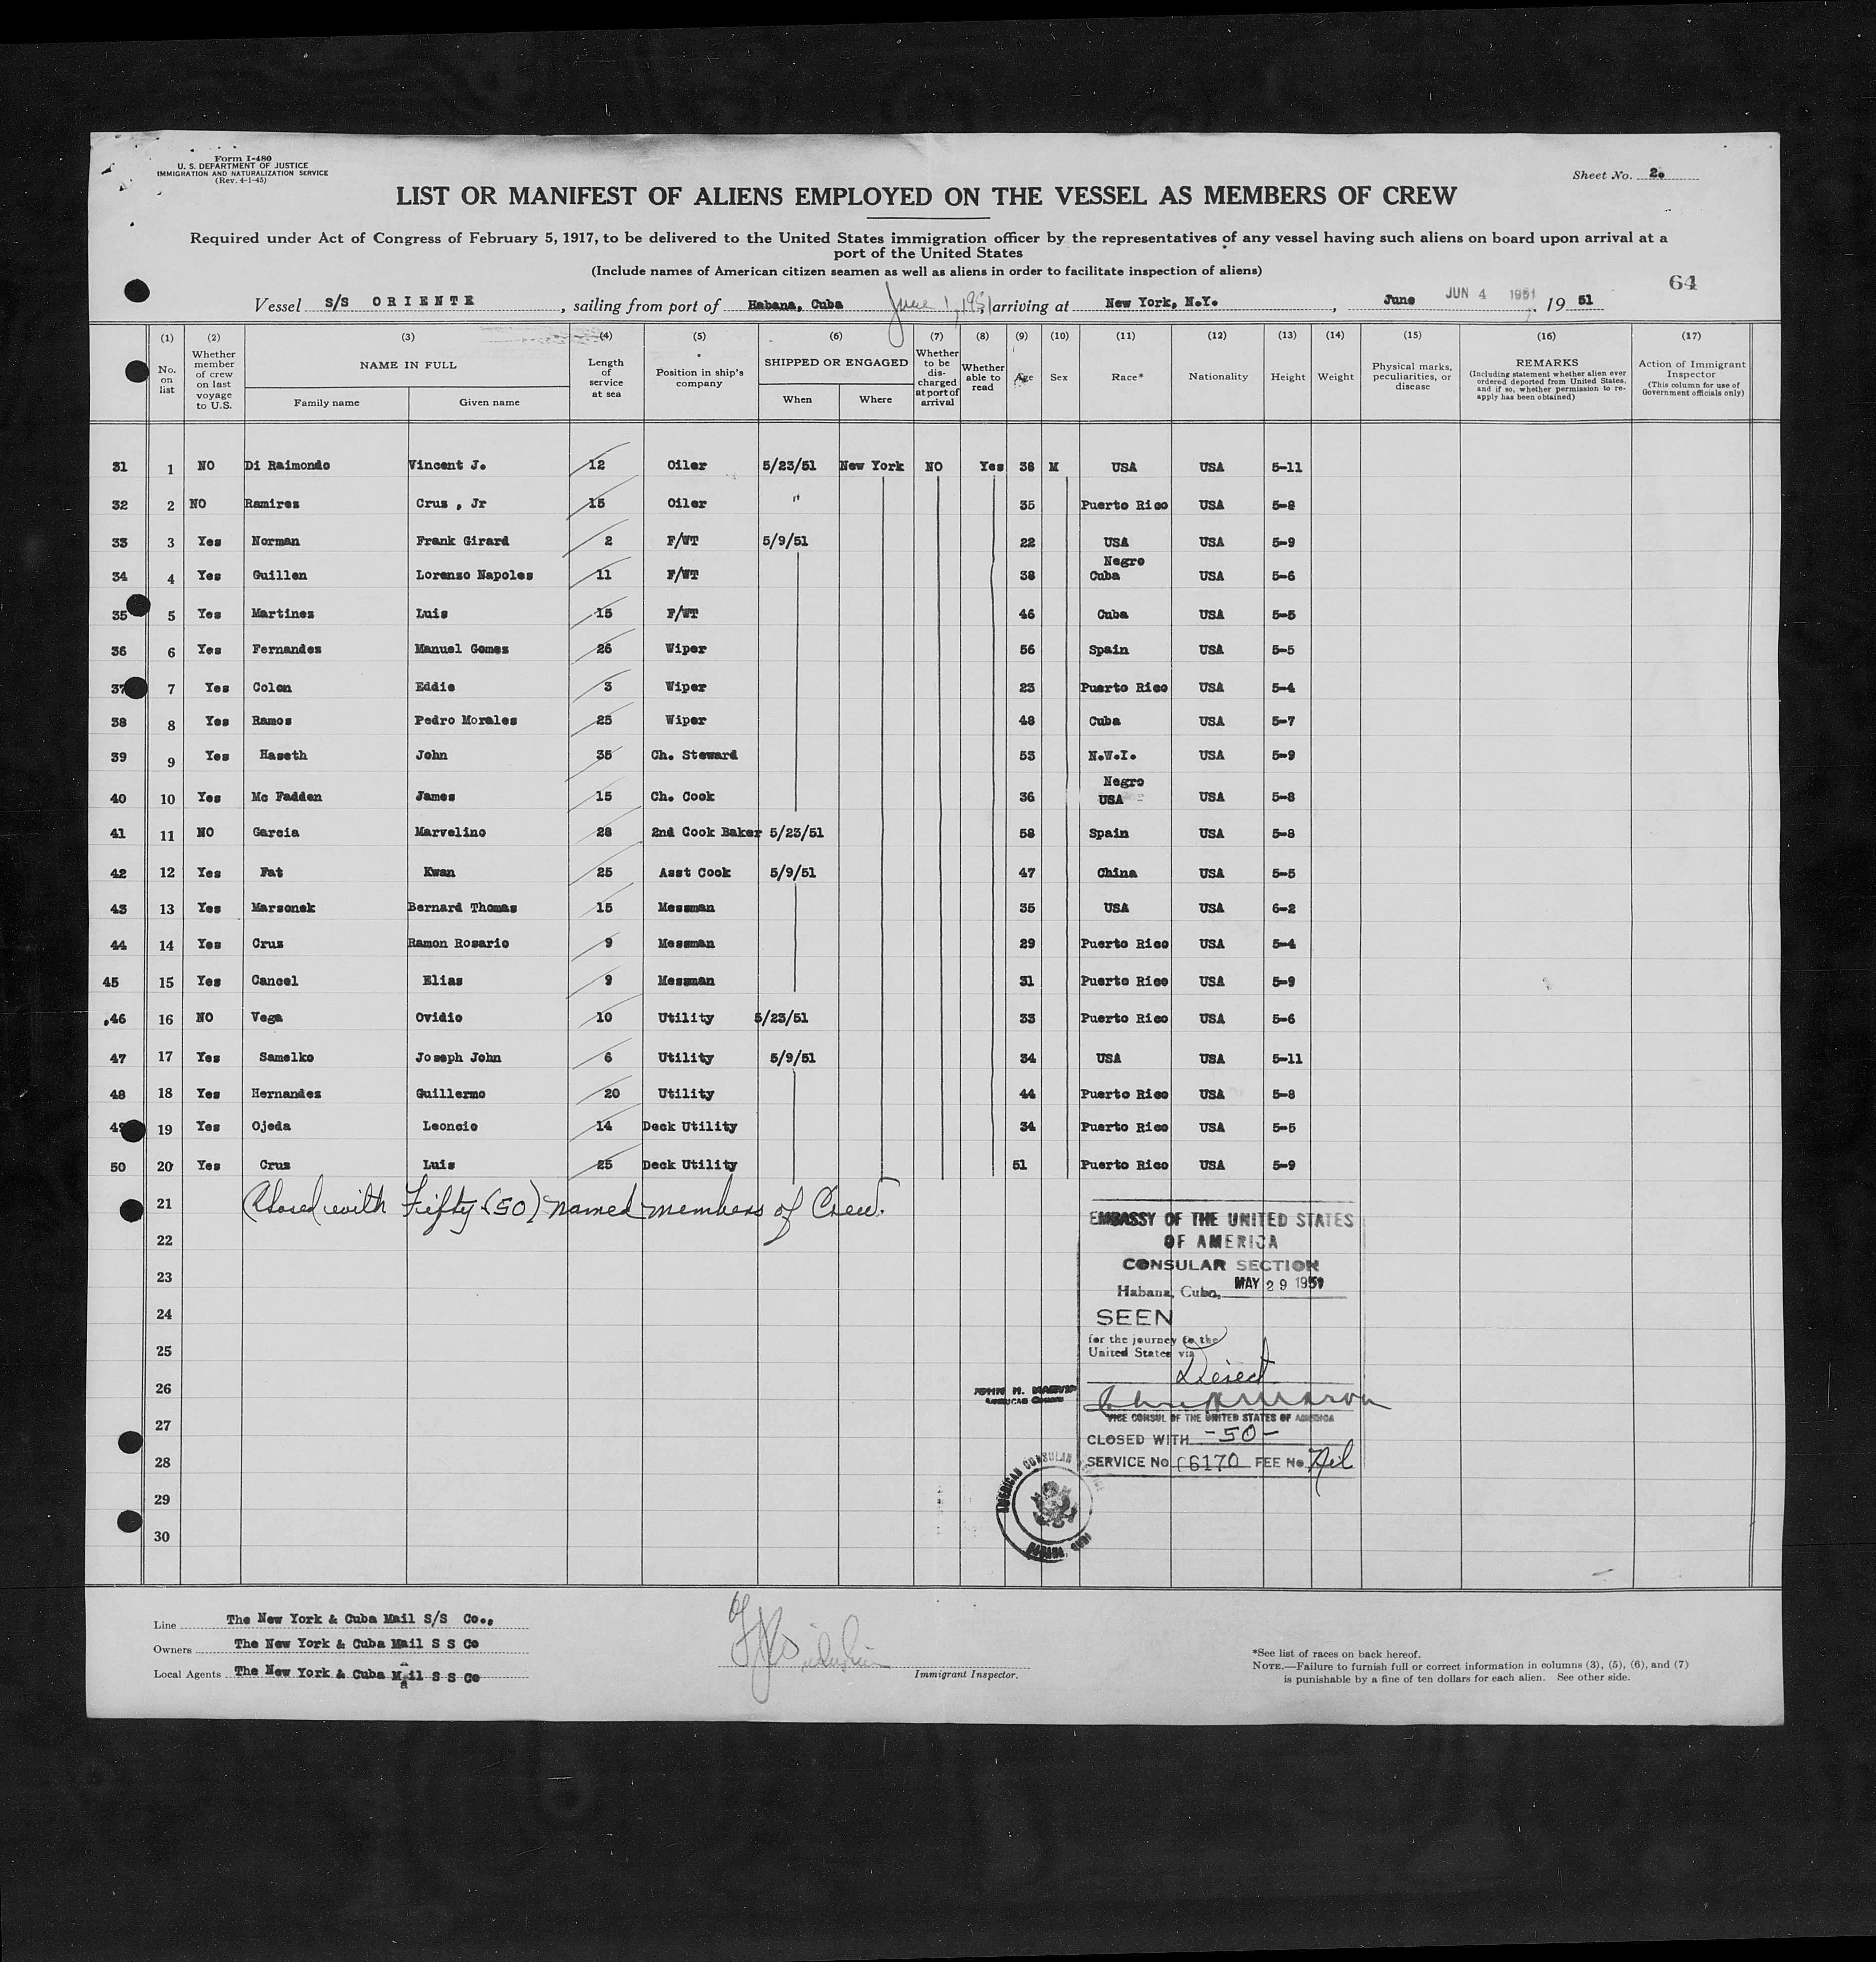 Form I-480
U. S. DEPARTMENT OF JUSTICE
IMMIGRATION AND NATURALIZATION SERVICE
(Rev. 4-1-45)
Sheet No. 2.
LIST OR MANIFEST OF ALIENS EMPLOYED ON THE VESSEL AS MEMBERS OF CREW
Required under Act of Congress of February 5, 1917, to be delivered to the United States immigration officer by the representatives of any vessel having such aliens on board upon arrival at a
port of the United States
(Include names of American citizen seamen as well as aliens in order to facilitate inspection of aliens)
64
Vessel S/S ORIENTE, sailing from port of Habana, Cuba June 1, 1951, arriving at New York, N.Y., June JUN 4 1951, 19 51
(1) (2) (3) (4) (5) (6) (7) (8) (9) (10) (11) (12) (13) (14) (15) (16) (17)
No. on list
Whether member of crew on last voyage to U.S.
NAME IN FULL
Family name
Given name
Length of service at sea
Position in ship's company
SHIPPED OR ENGAGED
When
Where
Whether to be discharged at port of arrival
Whether able to read
Age
Sex
Race*
Nationality
Height
Weight
Physical marks, peculiarities, or disease
REMARKS
(Including statement whether alien ever ordered deported from United States, and if so, whether permission to reapply has been obtained)
Action of Immigrant Inspector
(This column for use of Government officials only)
31 1 NO Di Raimondo Vincent J. 12 Oiler 5/23/51 New York NO Yes 38 M USA USA 5-11
32 2 NO Ramirez Cruz , Jr 15 Oiler " 35 Puerto Rico USA 5-8
33 3 Yes Norman Frank Girard 2 F/WT 5/9/51 22 USA USA 5-9
34 4 Yes Guillen Lorenzo Napoles 11 F/WT 38 Negro Cuba USA 5-6
35 5 Yes Martinez Luis 15 F/WT 46 Cuba USA 5-5
36 6 Yes Fernandez Manuel Gomez 26 Wiper 56 Spain USA 5-5
37 7 Yes Colon Eddie 3 Wiper 23 Puerto Rico USA 5-4
38 8 Yes Ramos Pedro Morales 25 Wiper 48 Cuba USA 5-7
39 9 Yes Haseth John 35 Ch. Steward 53 N.W.I. USA 5-9
40 10 Yes Mc Fadden James 15 Ch. Cook 36 Negro USA USA 5-8
41 11 NO Garcia Marvelino 28 2nd Cook Baker 5/23/51 58 Spain USA 5-8
42 12 Yes Fat Kwan 25 Asst Cook 5/9/51 47 China USA 5-5
43 13 Yes Marsonek Bernard Thomas 15 Messman 35 USA USA 6-2
44 14 Yes Cruz Ramon Rosario 9 Messman 29 Puerto Rico USA 5-4
45 15 Yes Cancel Elias 9 Messman 31 Puerto Rico USA 5-9
46 16 NO Vega Ovidio 10 Utility 5/23/51 33 Puerto Rico USA 5-6
47 17 Yes Samelko Joseph John 6 Utility 5/9/51 34 USA USA 5-11
48 18 Yes Hernandez Guillermo 20 Utility 44 Puerto Rico USA 5-8
49 19 Yes Ojeda Leoncio 14 Deck Utility 34 Puerto Rico USA 5-5
50 20 Yes Cruz Luis 25 Deck Utility 51 Puerto Rico USA 5-9
21 Closed with Fifty (50) named members of Crew.
22
23
24
25
26
27
28
29
30
EMBASSY OF THE UNITED STATES
OF AMERICA
CONSULAR SECTION
Habana, Cuba, MAY 29 1951
SEEN
for the journey to the
United States via
Direct
JOHN H.
VICE CONSUL OF THE UNITED STATES OF AMERICA
CLOSED WITH -50-
SERVICE No 6170 FEE No. Nil
AMERICAN CONSULAR
HABANA, CUBA
Line The New York & Cuba Mail S/S Co.,
Owners The New York & Cuba Mail S S Co
Local Agents The New York & Cuba Mail S S Co
Immigrant Inspector.
*See list of races on back hereof.
NOTE.—Failure to furnish full or correct information in columns (3), (5), (6), and (7)
is punishable by a fine of ten dollars for each alien. See other side.